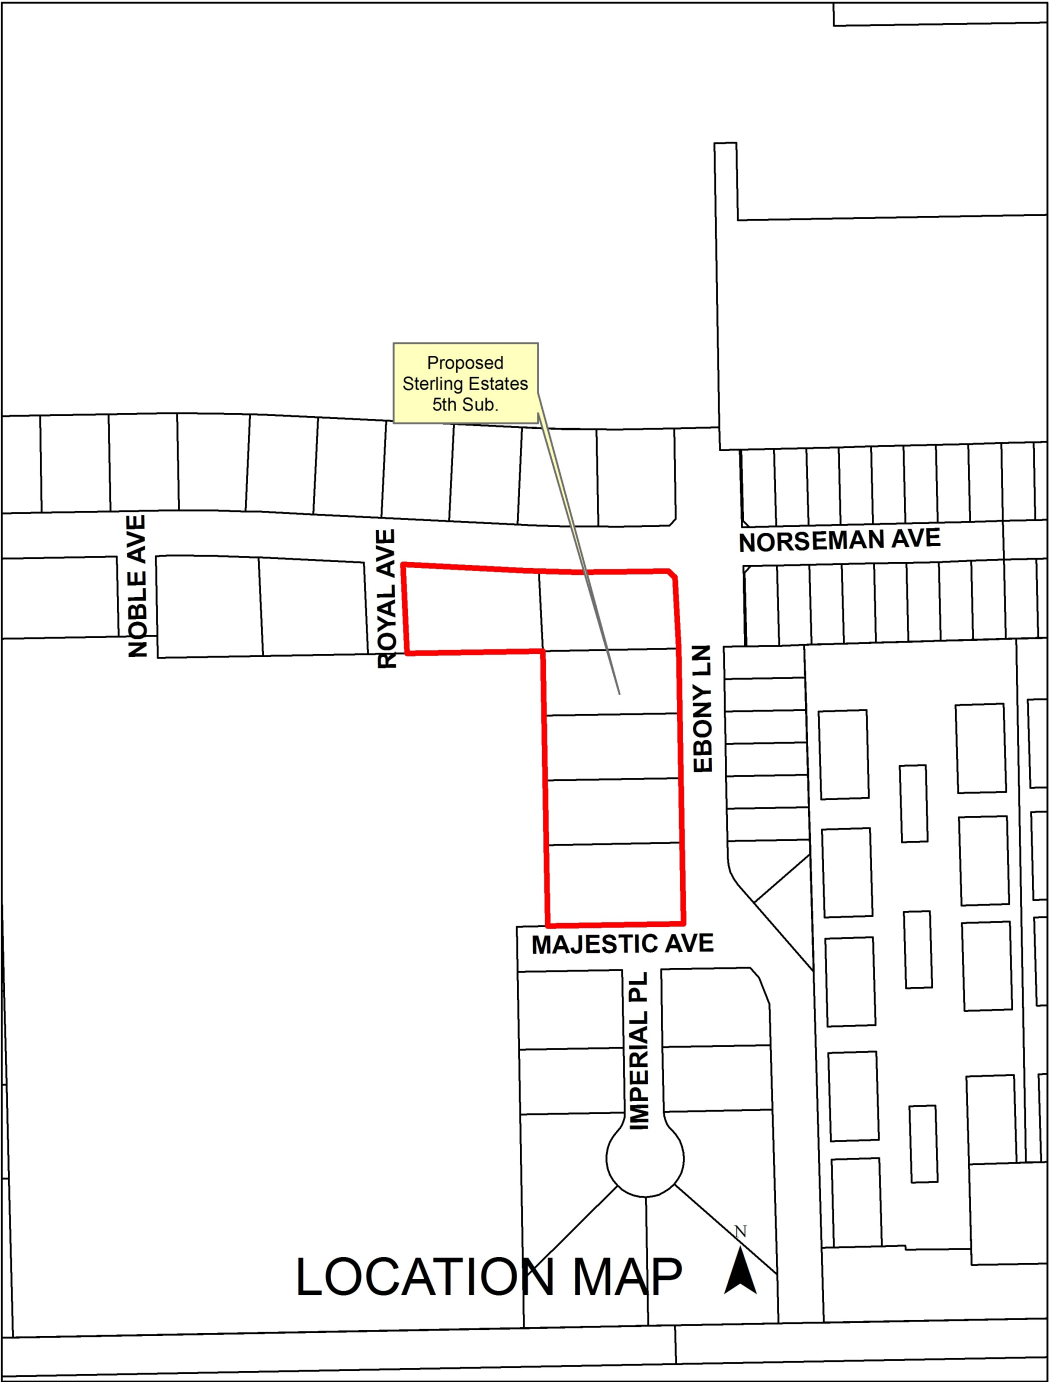 Proposed
Sterling Estates
5th Sub.
NOBLE AVE
ROYAL AVE
NORSEMAN AVE
EBONY LN
MAJESTIC AVE
IMPERIAL PL
N
LOCATION MAP